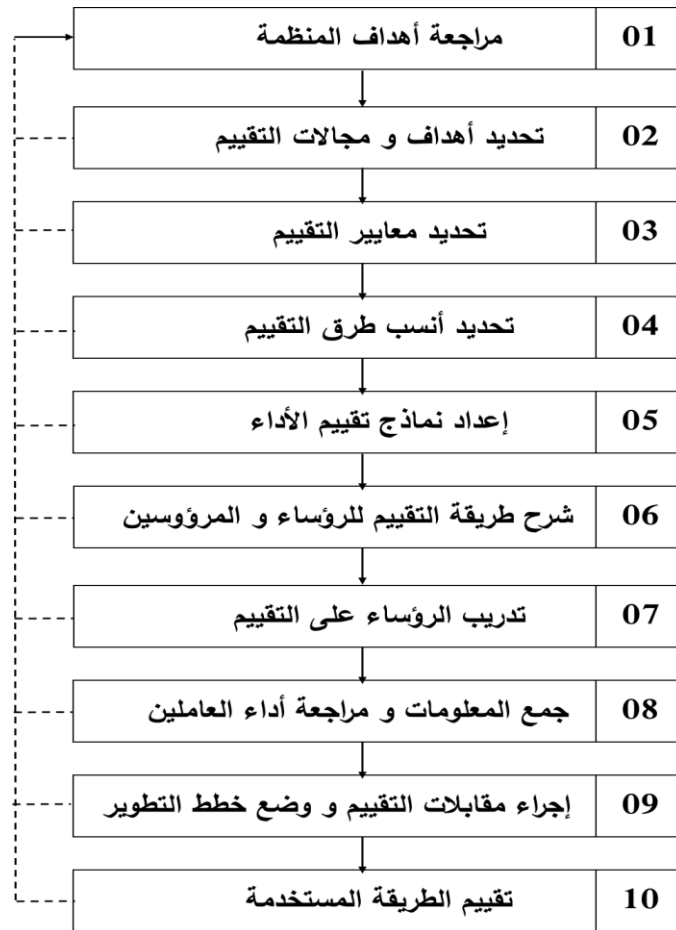 01 مراجعة أهداف المنظمة
02 تحديد أهداف و مجالات التقييم
03 تحديد معايير التقييم
04 تحديد أنسب طرق التقييم
05 إعداد نماذج تقييم الأداء
06 شرح طريقة التقييم للرؤساء و المرؤوسين
07 تدريب الرؤساء على التقييم
08 جمع المعلومات و مراجعة أداء العاملين
09 إجراء مقابلات التقييم و وضع خطط التطوير
10 تقييم الطريقة المستخدمة